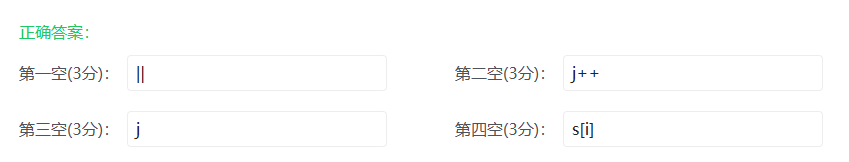 正确答案:
第一空(3分): || 第二空(3分): j++
第三空(3分): j 第四空(3分): s[i]